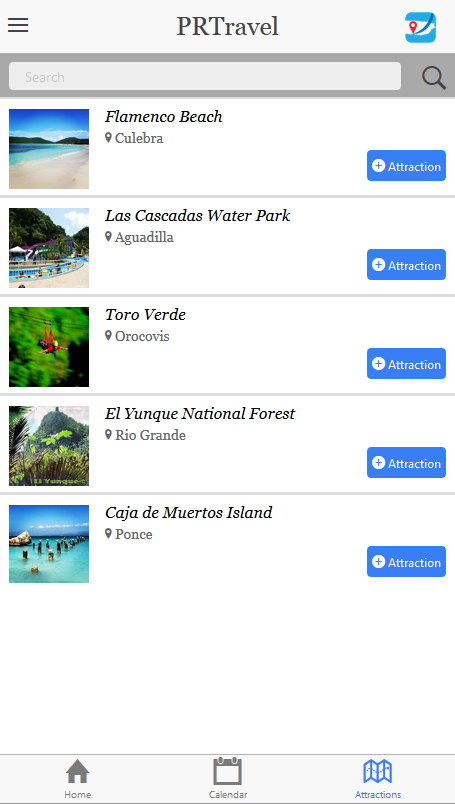 PRTravel
Search
Flamenco Beach
Culebra
Attraction
Las Cascadas Water Park
Aguadilla
Attraction
Toro Verde
Orocovis
Attraction
El Yunque National Forest
Rio Grande
Attraction
El Yunque
Caja de Muertos Island
Ponce
Attraction
Home
Calendar
Attractions